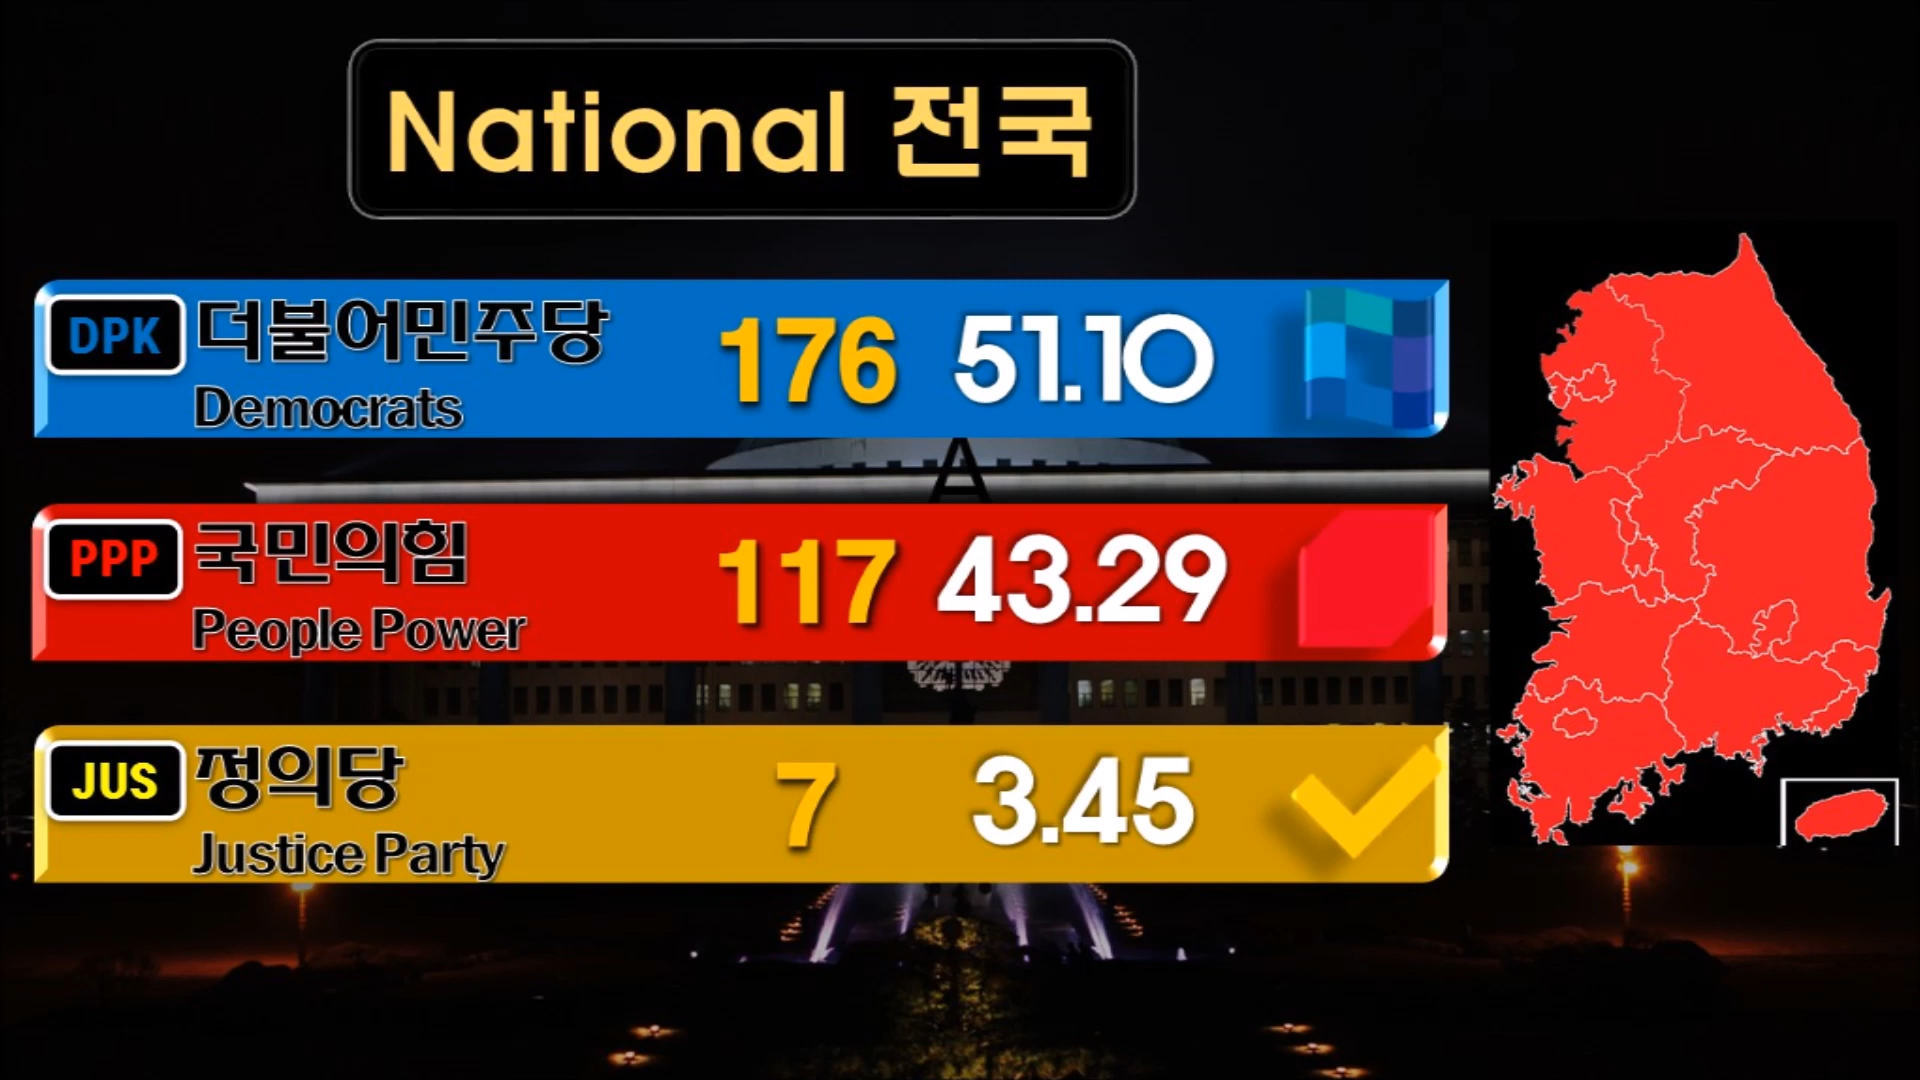 National 전국
DPK 더불어민주당
Democrats
176 51.10
PPP 국민의힘
People Power
117 43.29
JUS 정의당
Justice Party
7 3.45